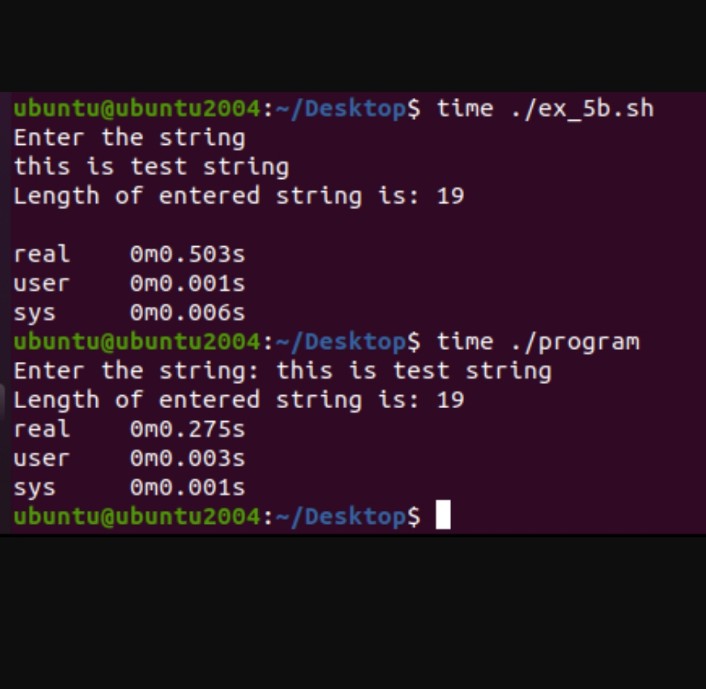 ubuntu@ubuntu2004:~/Desktop$ time ./ex_5b.sh
Enter the string
this is test string
Length of entered string is: 19

real    0m0.503s
user    0m0.001s
sys     0m0.006s
ubuntu@ubuntu2004:~/Desktop$ time ./program
Enter the string: this is test string
Length of entered string is: 19
real    0m0.275s
user    0m0.003s
sys     0m0.001s
ubuntu@ubuntu2004:~/Desktop$